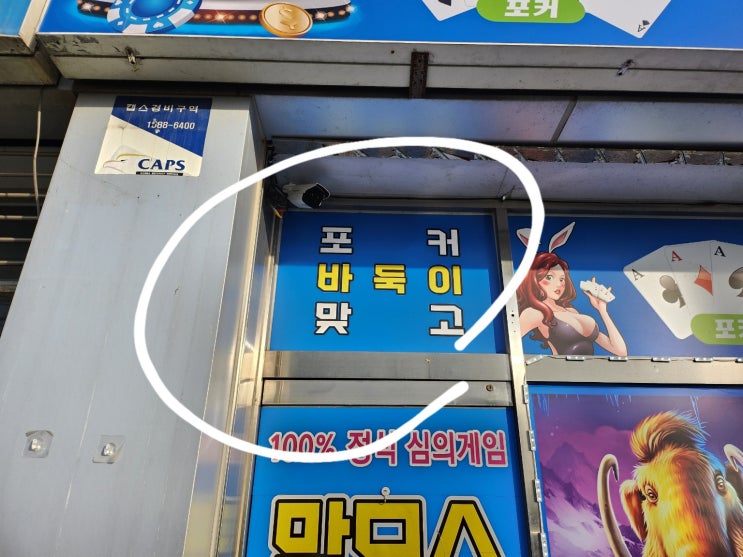 포커
캡스경비구역
1588-6400
CAPS
포 커
바 둑 이
맞 고
A
A
A
A
포커
100% 정식 심의게임